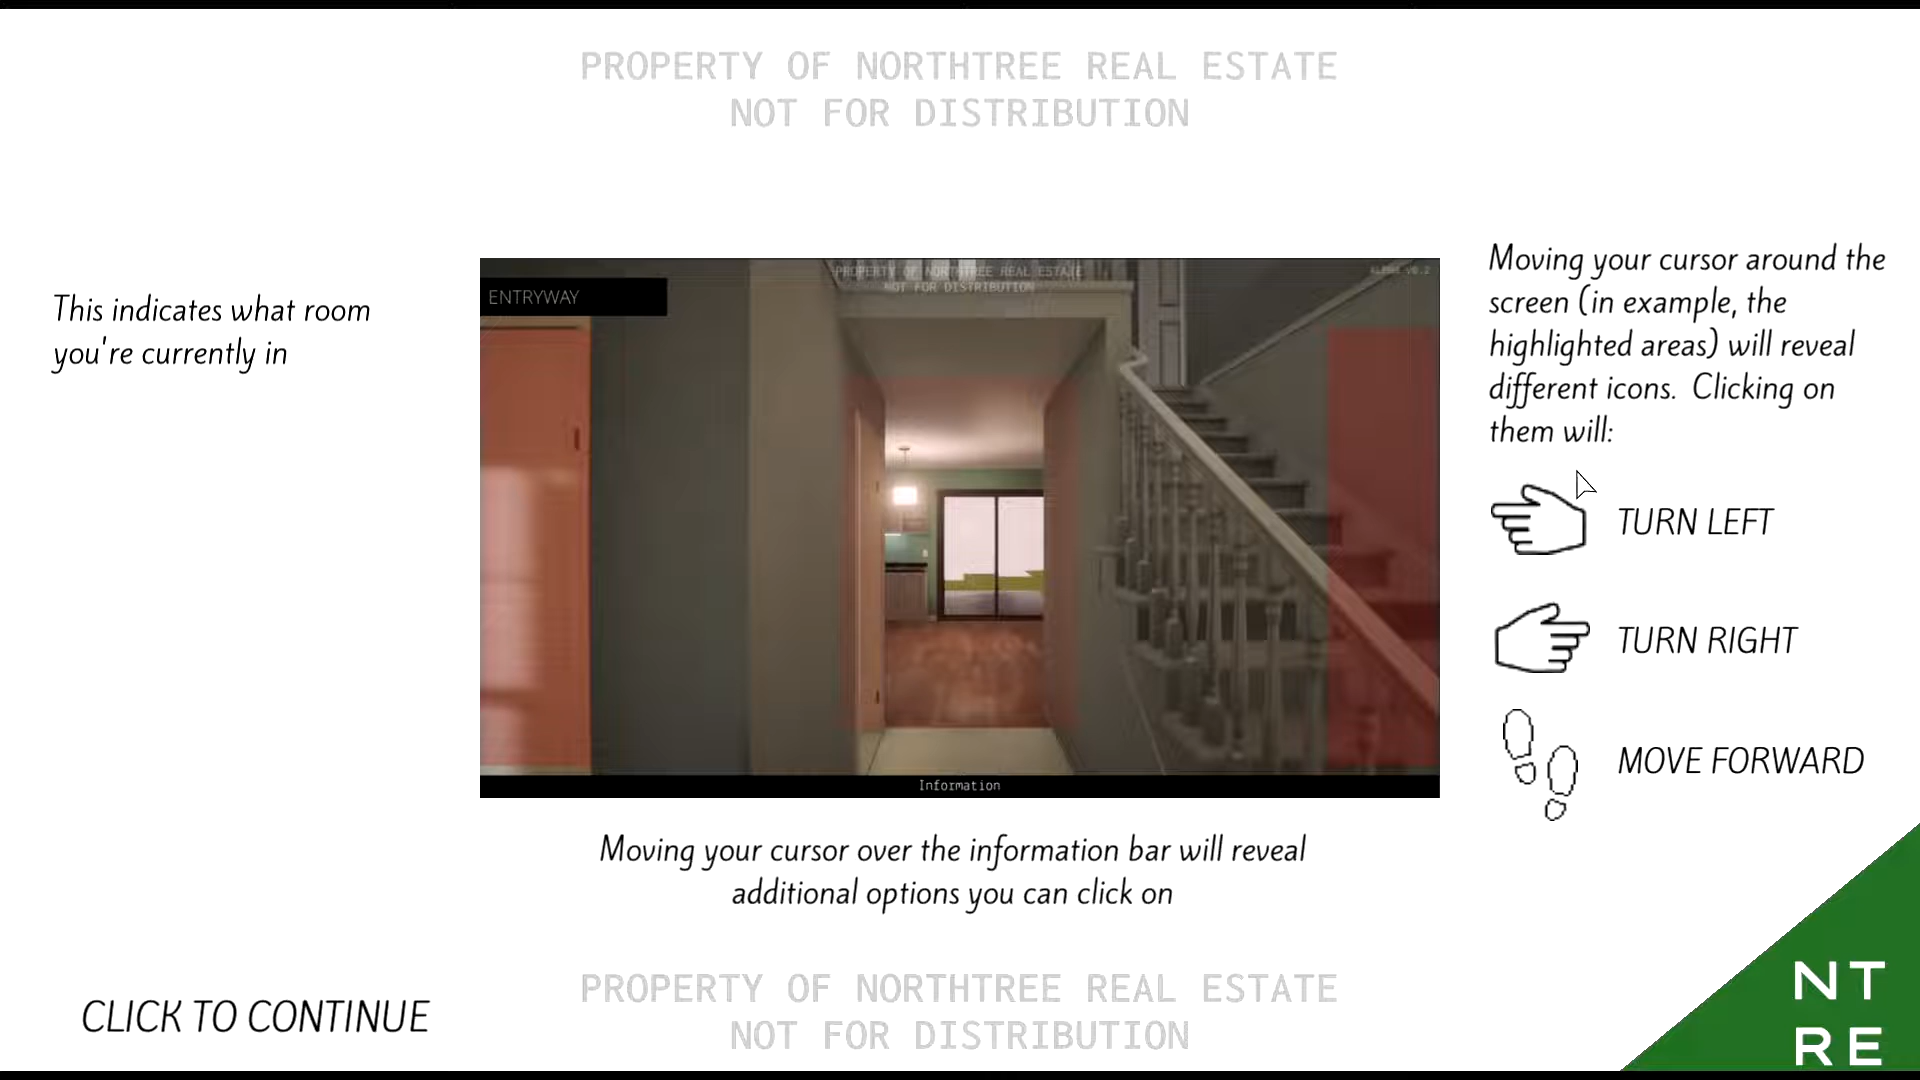 PROPERTY OF NORTHTREE REAL ESTATE
NOT FOR DISTRIBUTION
This indicates what room
you're currently in
PROPERTY OF NORTHTREE REAL ESTATE
NOT FOR DISTRIBUTION
ALPHA V0.2
ENTRYWAY
Information
Moving your cursor around the
screen (in example, the
highlighted areas) will reveal
different icons.  Clicking on
them will:
TURN LEFT
TURN RIGHT
MOVE FORWARD
Moving your cursor over the information bar will reveal
additional options you can click on
CLICK TO CONTINUE
PROPERTY OF NORTHTREE REAL ESTATE
NOT FOR DISTRIBUTION
NT
RE